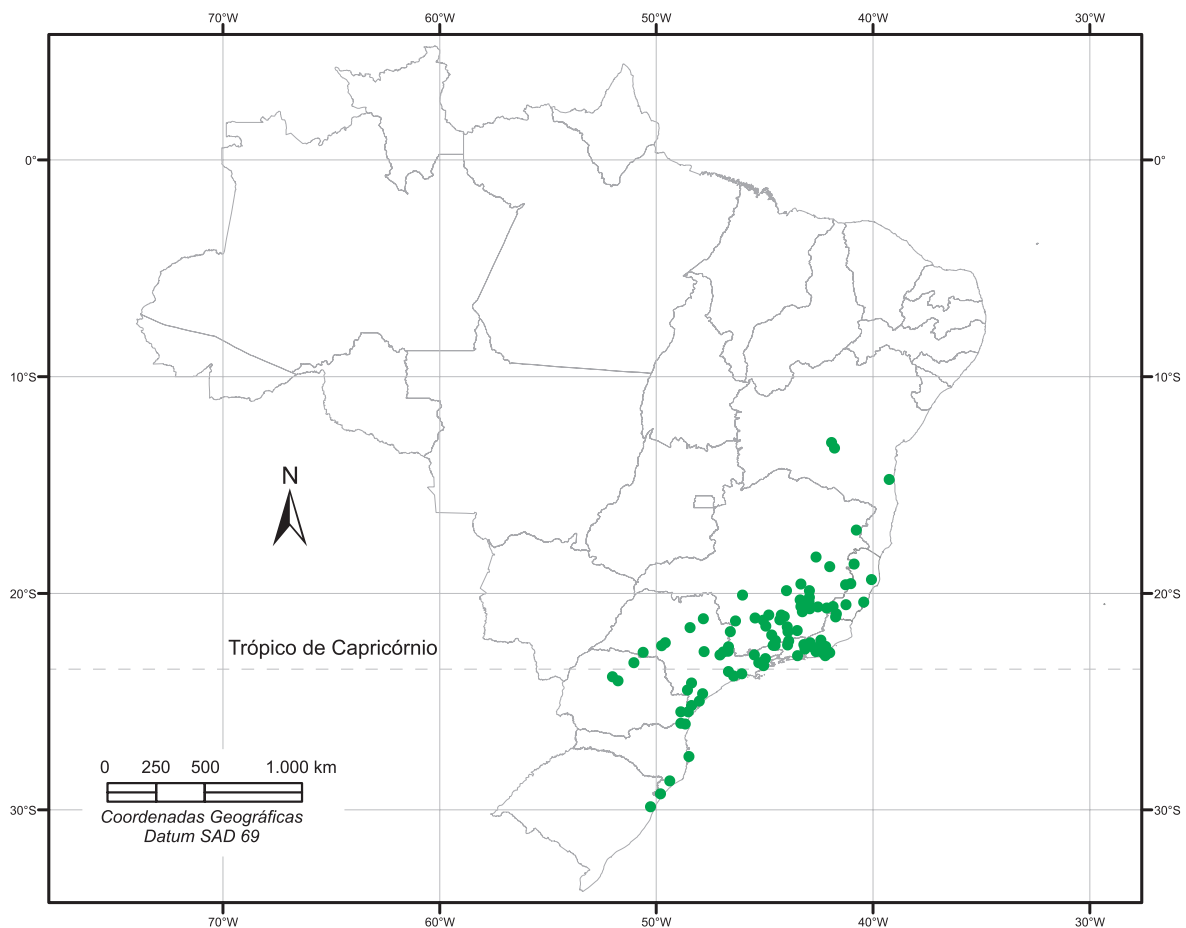 70°W 60°W 50°W 40°W 30°W
0° 0°
10°S 10°S
N
20°S 20°S
Trópico de Capricórnio
0 250 500 1.000 km
30°S 30°S
Coordenadas Geográficas
Datum SAD 69
70°W 60°W 50°W 40°W 30°W